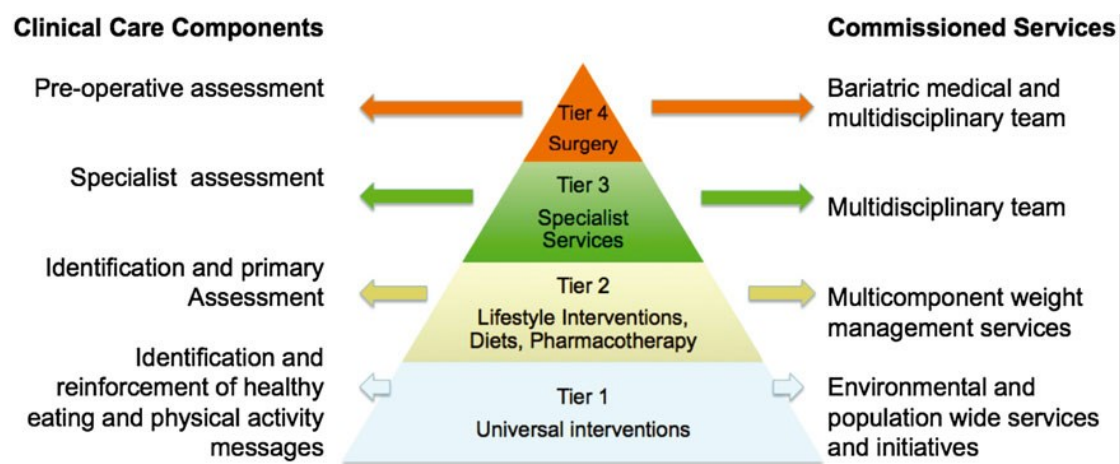 Clinical Care Components
Commissioned Services
Pre-operative assessment
Tier 4
Surgery
Bariatric medical and
multidisciplinary team
Specialist  assessment
Tier 3
Specialist
Services
Multidisciplinary team
Identification and primary
Assessment
Tier 2
Lifestyle Interventions,
Diets, Pharmacotherapy
Multicomponent weight
management services
Identification and
reinforcement of healthy
eating and physical activity
messages
Tier 1
Universal interventions
Environmental and
population wide services
and initiatives